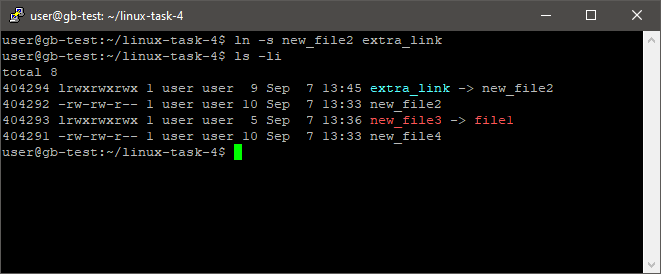 user@gb-test: ~/linux-task-4
user@gb-test:~/linux-task-4$ ln -s new_file2 extra_link
user@gb-test:~/linux-task-4$ ls -li
total 8
404294 lrwxrwxrwx 1 user user  9 Sep  7 13:45 extra_link -> new_file2
404292 -rw-rw-r-- 1 user user 10 Sep  7 13:33 new_file2
404293 lrwxrwxrwx 1 user user  5 Sep  7 13:36 new_file3 -> file1
404291 -rw-rw-r-- 1 user user 10 Sep  7 13:33 new_file4
user@gb-test:~/linux-task-4$